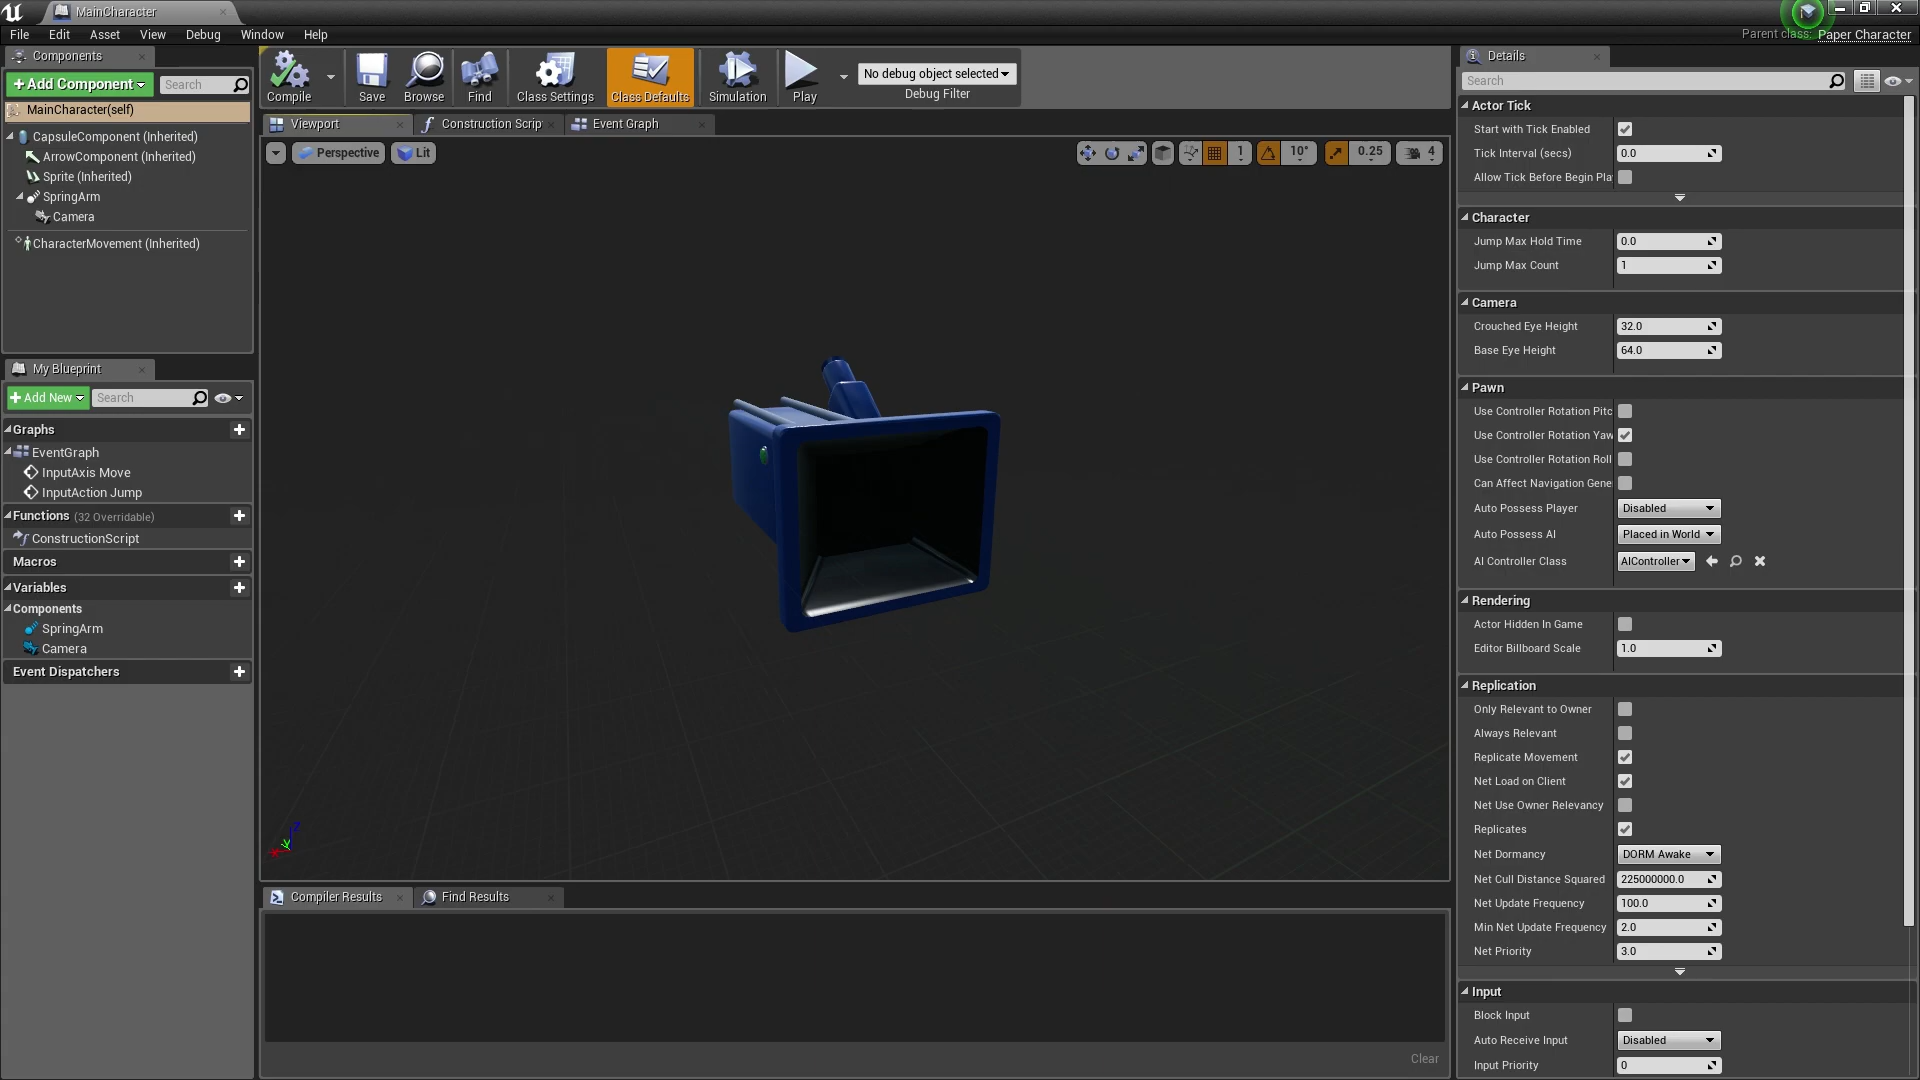 MainCharacter
File Edit Asset View Debug Window Help
Parent class: Paper Character
Components
+Add Component
Search
MainCharacter(self)
CapsuleComponent (Inherited)
ArrowComponent (Inherited)
Sprite (Inherited)
SpringArm
Camera
CharacterMovement (Inherited)
My Blueprint
+Add New
Search
Graphs
EventGraph
InputAxis Move
InputAction Jump
Functions (32 Overridable)
ConstructionScript
Macros
Variables
Components
SpringArm
Camera
Event Dispatchers
Compile
Save
Browse
Find
Class Settings
Class Defaults
Simulation
Play
No debug object selected
Debug Filter
Viewport
Construction Scrip
Event Graph
Perspective
Lit
1
10°
0.25
4
Compiler Results
Find Results
Clear
Details
Search
Actor Tick
Start with Tick Enabled
Tick Interval (secs) 0.0
Allow Tick Before Begin Pla
Character
Jump Max Hold Time 0.0
Jump Max Count 1
Camera
Crouched Eye Height 32.0
Base Eye Height 64.0
Pawn
Use Controller Rotation Pitc
Use Controller Rotation Yaw
Use Controller Rotation Roll
Can Affect Navigation Gene
Auto Possess Player Disabled
Auto Possess AI Placed in World
AI Controller Class AIController
Rendering
Actor Hidden In Game
Editor Billboard Scale 1.0
Replication
Only Relevant to Owner
Always Relevant
Replicate Movement
Net Load on Client
Net Use Owner Relevancy
Replicates
Net Dormancy DORM Awake
Net Cull Distance Squared 225000000.0
Net Update Frequency 100.0
Min Net Update Frequency 2.0
Net Priority 3.0
Input
Block Input
Auto Receive Input Disabled
Input Priority 0